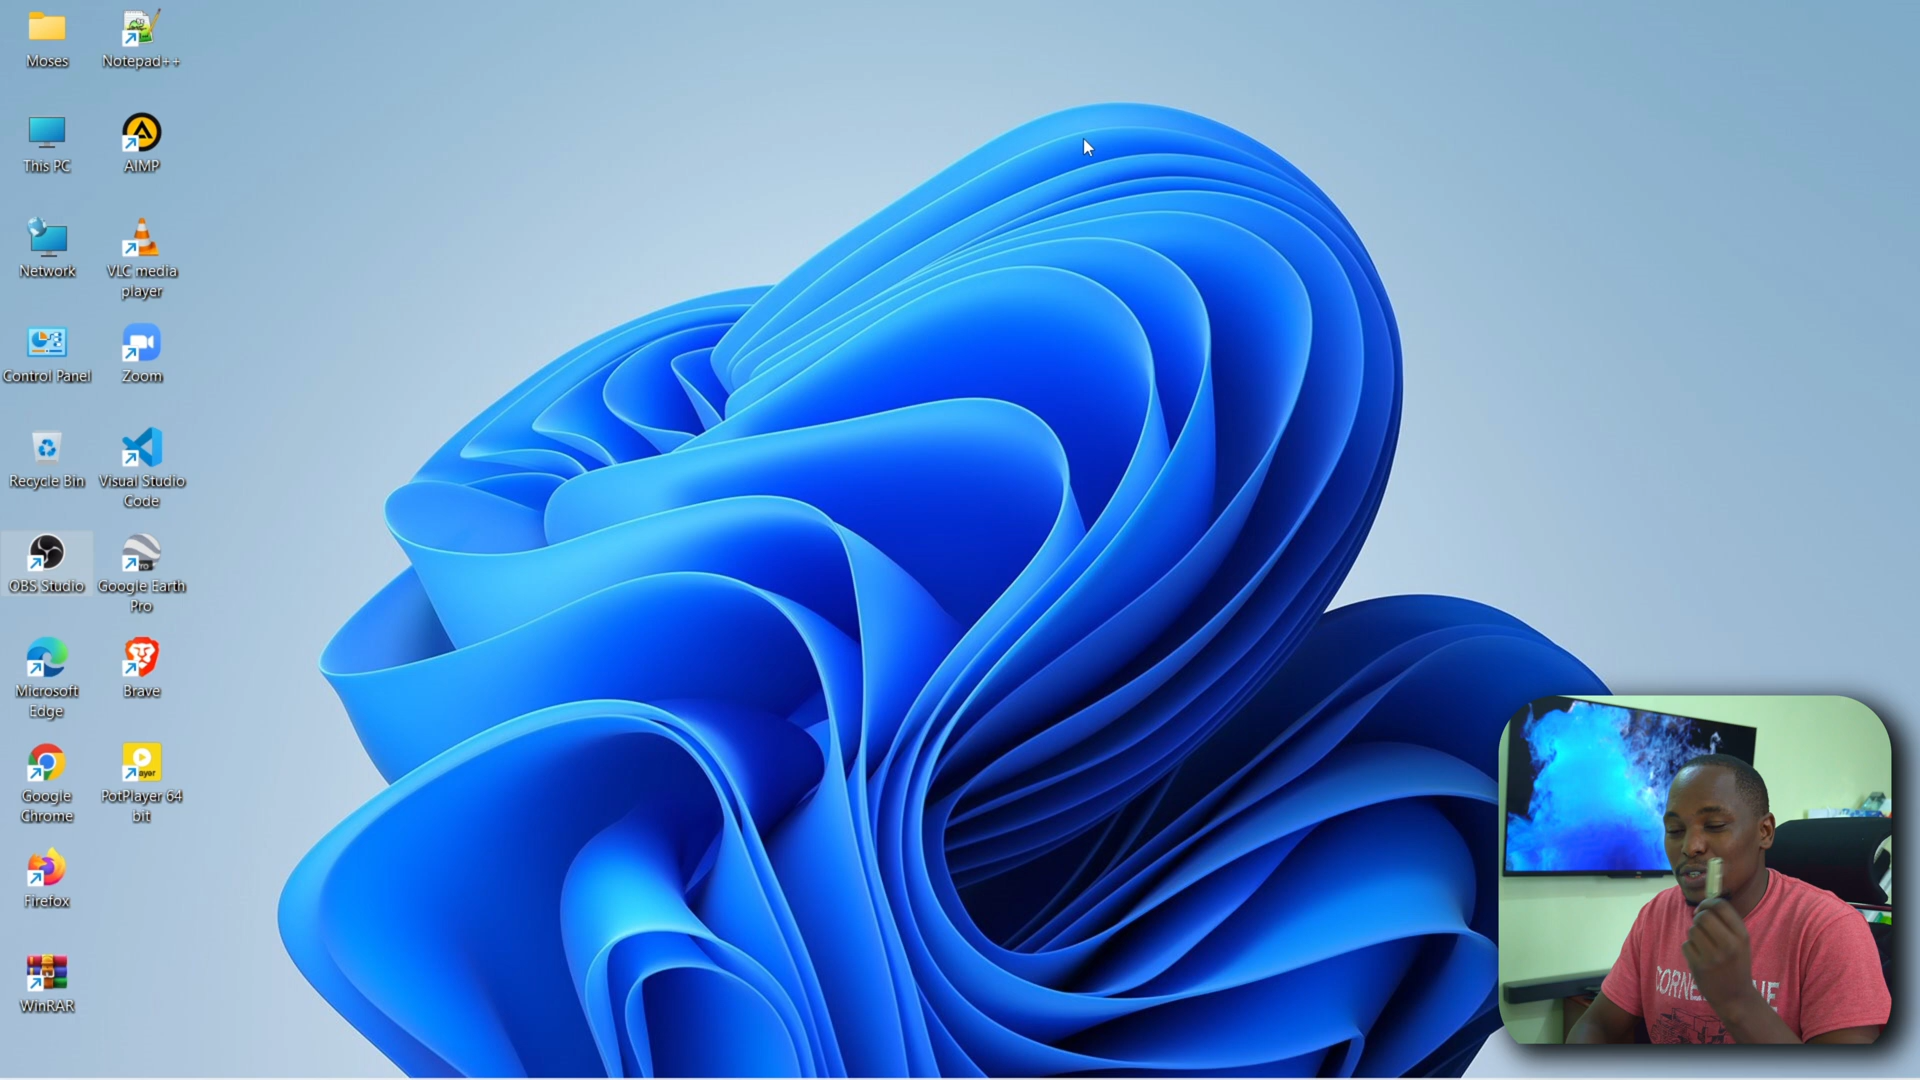 Moses
Notepad++
This PC
AIMP
Network
VLC media
player
Control Panel
Zoom
Recycle Bin
Visual Studio
Code
OBS Studio
Google Earth
Pro
Microsoft
Edge
Brave
Google
Chrome
PotPlayer 64
bit
Firefox
WinRAR